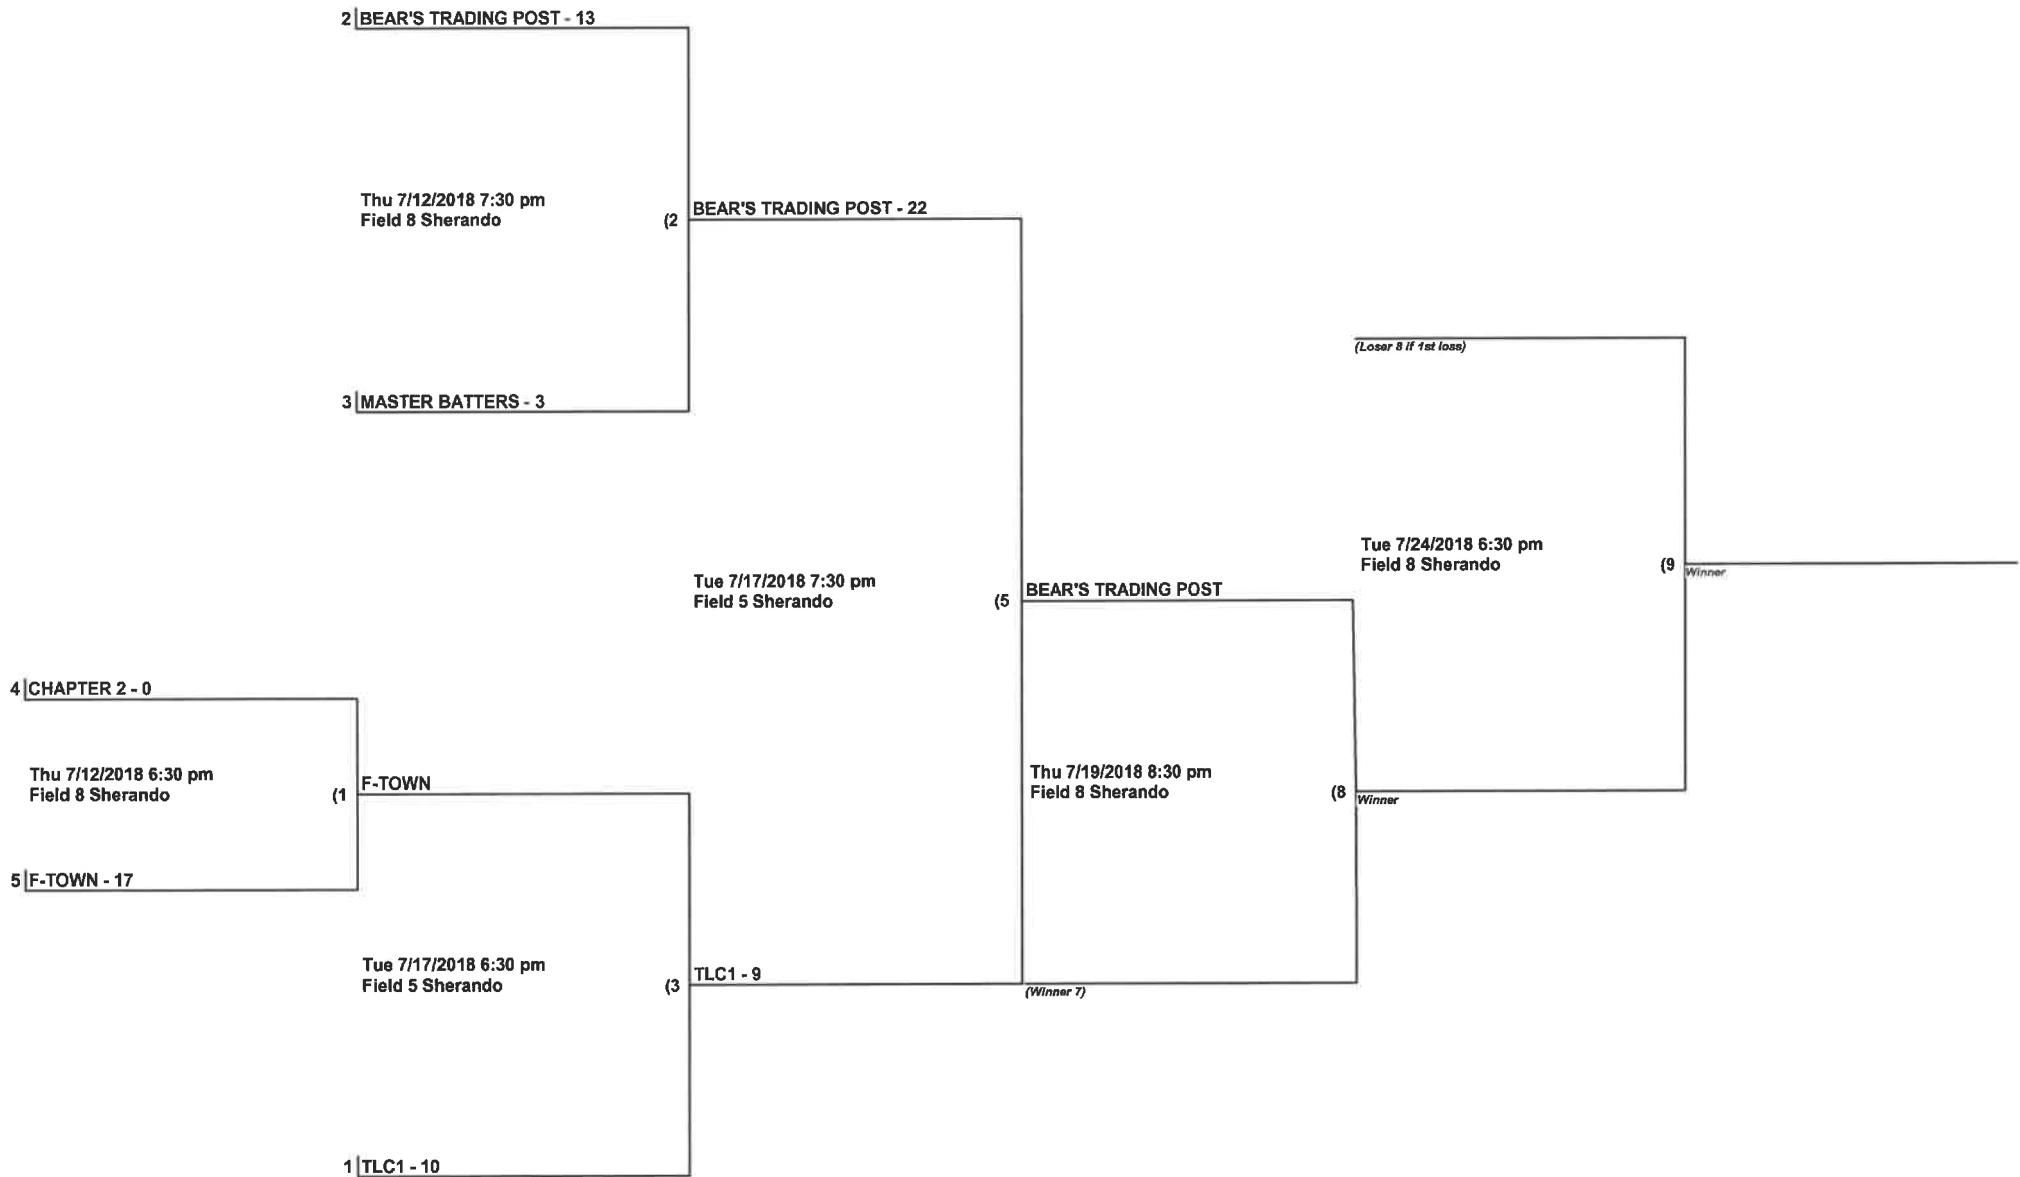 2 BEAR'S TRADING POST - 13
Thu 7/12/2018 7:30 pm
Field 8 Sherando
(2
BEAR'S TRADING POST - 22
3 MASTER BATTERS - 3
(Loser 8 if 1st loss)
Tue 7/24/2018 6:30 pm
Field 8 Sherando
(9
Winner
Tue 7/17/2018 7:30 pm
Field 5 Sherando
(5
BEAR'S TRADING POST
4 CHAPTER 2 - 0
Thu 7/12/2018 6:30 pm
Field 8 Sherando
(1
F-TOWN
Thu 7/19/2018 8:30 pm
Field 8 Sherando
(8
Winner
5 F-TOWN - 17
Tue 7/17/2018 6:30 pm
Field 5 Sherando
(3
TLC1 - 9
(Winner 7)
1 TLC1 - 10